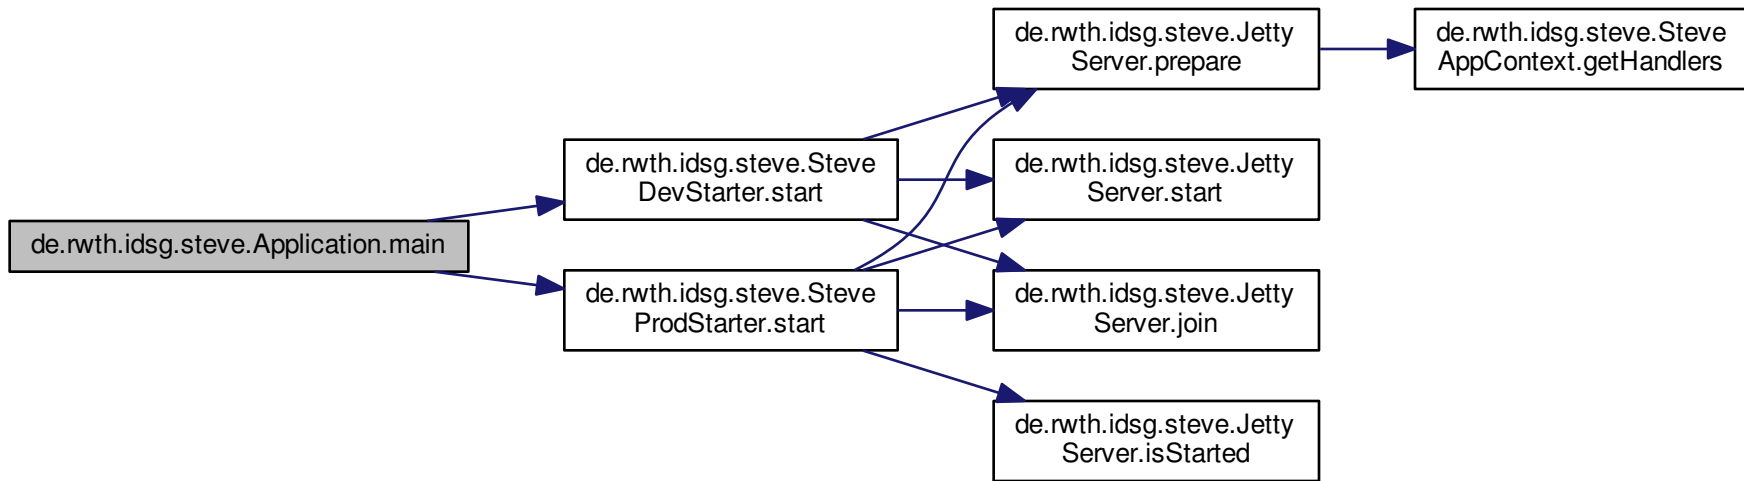 de.rwth.idsg.steve.Application.main
de.rwth.idsg.steve.Steve
DevStarter.start
de.rwth.idsg.steve.Steve
ProdStarter.start
de.rwth.idsg.steve.Jetty
Server.prepare
de.rwth.idsg.steve.Jetty
Server.start
de.rwth.idsg.steve.Jetty
Server.join
de.rwth.idsg.steve.Jetty
Server.isStarted
de.rwth.idsg.steve.Steve
AppContext.getHandlers